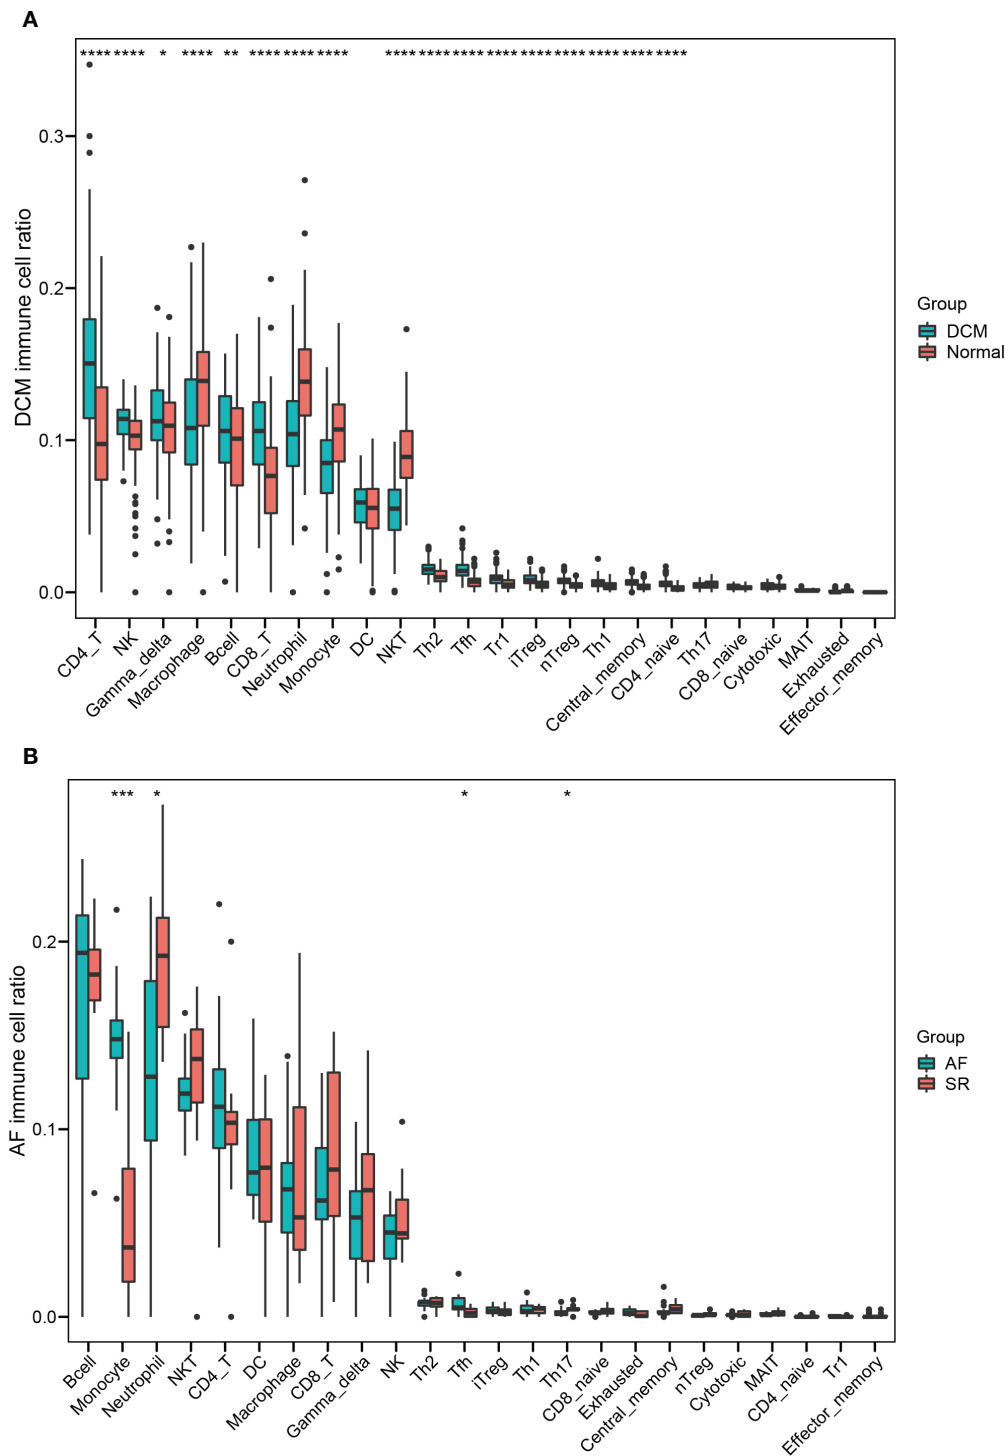 A
**** **** * **** ** **** **** **** **** **** **** **** **** **** **** **** ****
DCM immune cell ratio
0.3
0.2
0.1
0.0
Group
DCM
Normal
CD4_T NK Gamma_delta Macrophage Bcell CD8_T Neutrophil Monocyte DC NKT Th2 Tfh Tr1 iTreg nTreg Th1 Central_memory CD4_naive Th17 CD8_naive Cytotoxic MAIT Exhausted Effector_memory
B
*** * * *
AF immune cell ratio
0.2
0.1
0.0
Group
AF
SR
Bcell Monocyte Neutrophil NKT CD4_T DC Macrophage CD8_T Gamma_delta NK Th2 Tfh iTreg Th1 Th17 CD8_naive Exhausted Central_memory nTreg Cytotoxic MAIT CD4_naive Tr1 Effector_memory